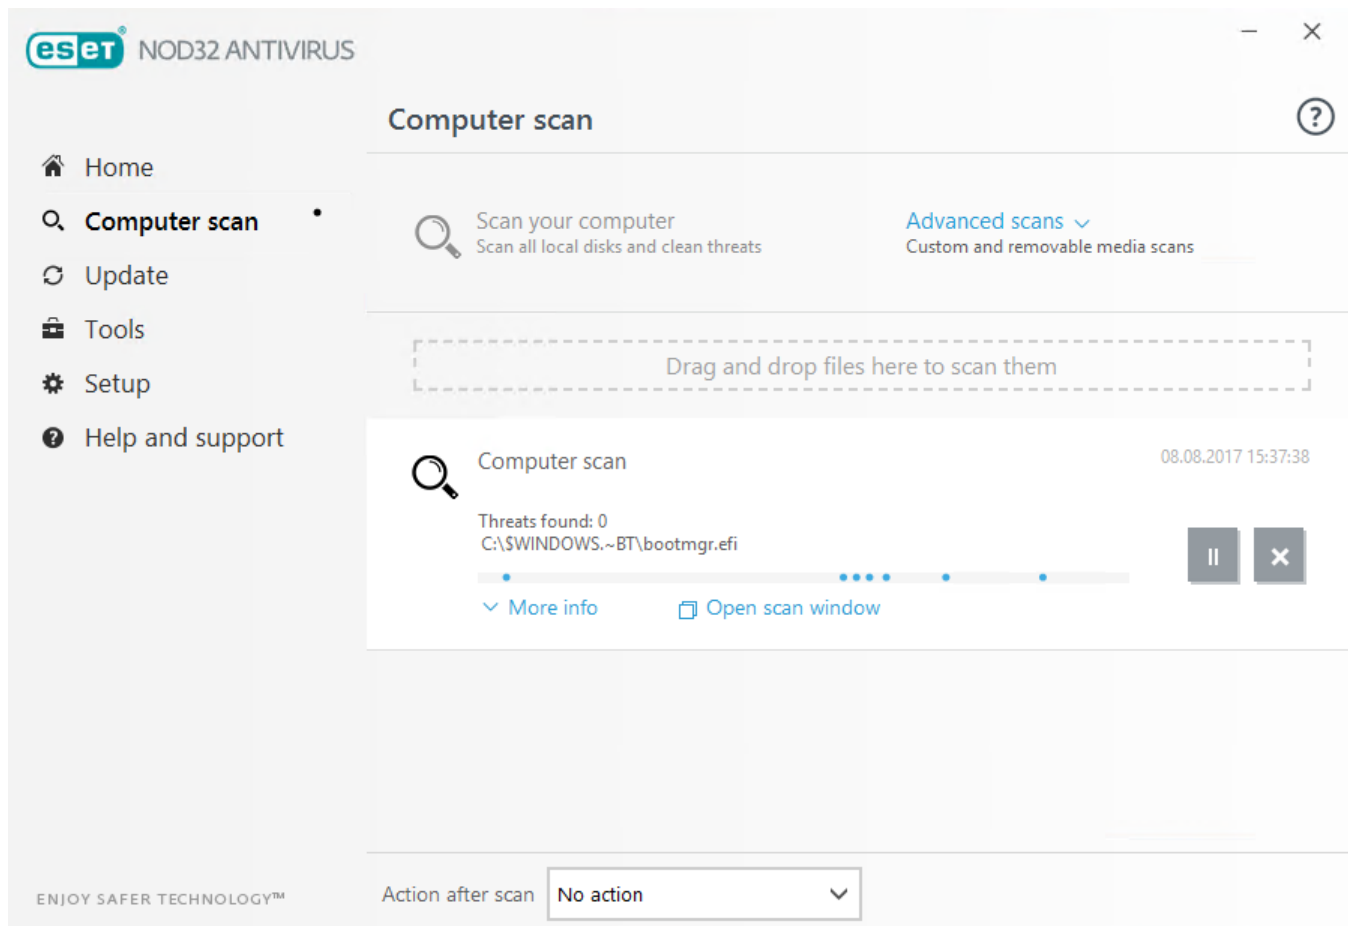 eset® NOD32 ANTIVIRUS
Computer scan
Home
Computer scan
Update
Tools
Setup
Help and support
Scan your computer
Scan all local disks and clean threats
Advanced scans
Custom and removable media scans
Drag and drop files here to scan them
Computer scan
08.08.2017 15:37:38
Threats found: 0
C:\$WINDOWS.~BT\bootmgr.efi
More info
Open scan window
ENJOY SAFER TECHNOLOGY™
Action after scan No action